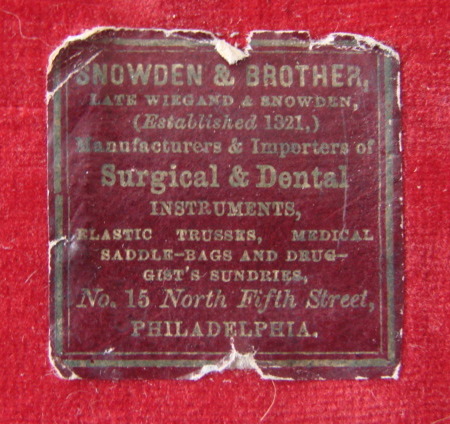 SNOWDEN & BROTHER,
LATE WIEGAND & SNOWDEN,
(Established 1821,)
Manufacturers & Importers of
Surgical & Dental
INSTRUMENTS,
ELASTIC TRUSSES, MEDICAL
SADDLE-BAGS AND DRUG-
GIST'S SUNDRIES,
No. 15 North Fifth Street,
PHILADELPHIA.